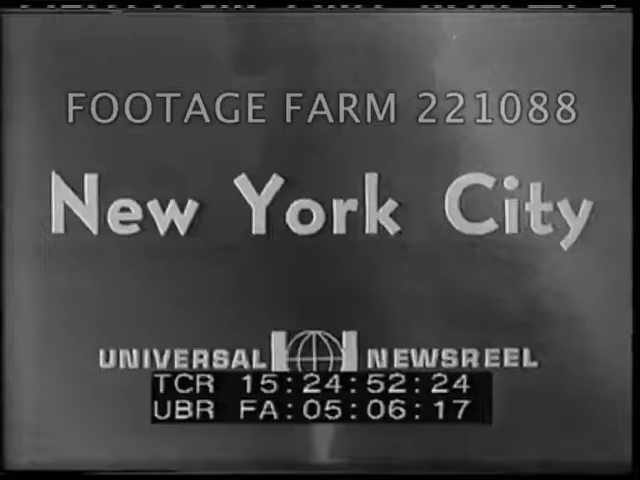 FOOTAGE FARM 221088
New York City
UNIVERSAL NEWSREEL
TCR 15:24:52:24
UBR FA:05:06:17